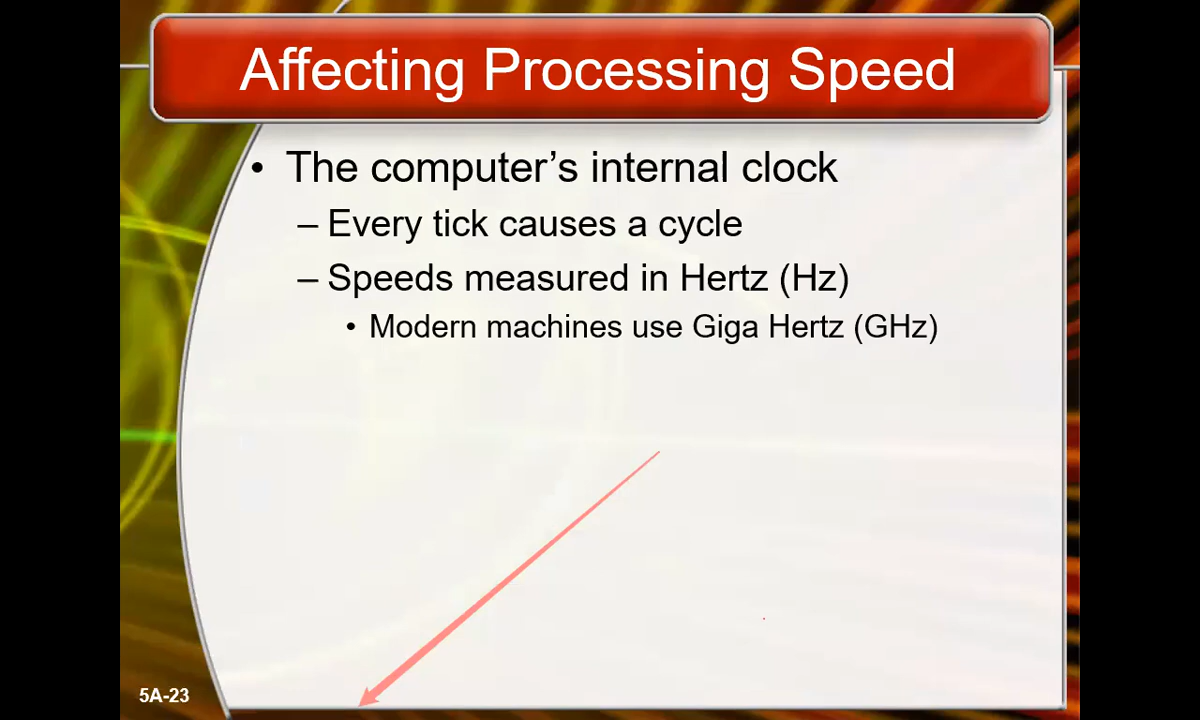 Affecting Processing Speed
• The computer’s internal clock
– Every tick causes a cycle
– Speeds measured in Hertz (Hz)
• Modern machines use Giga Hertz (GHz)
5A-23